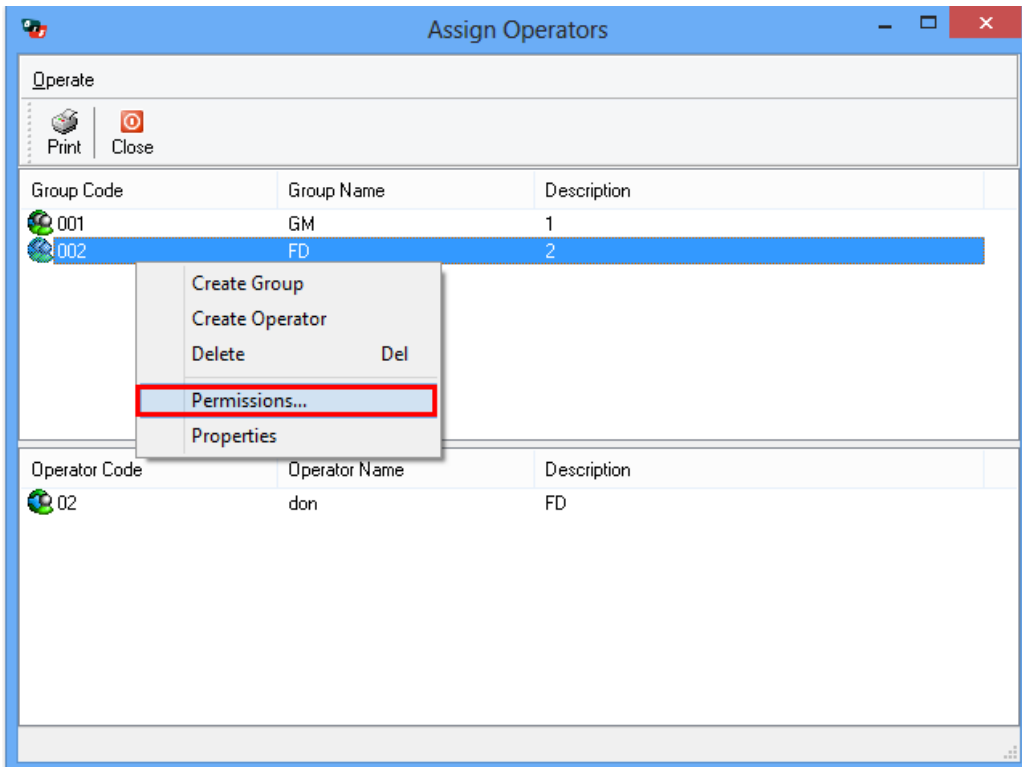 Assign Operators
Operate
Print Close
Group Code Group Name Description
001 GM 1
002 FD 2
Create Group
Create Operator
Delete Del
Permissions...
Properties
Operator Code Operator Name Description
02 don FD